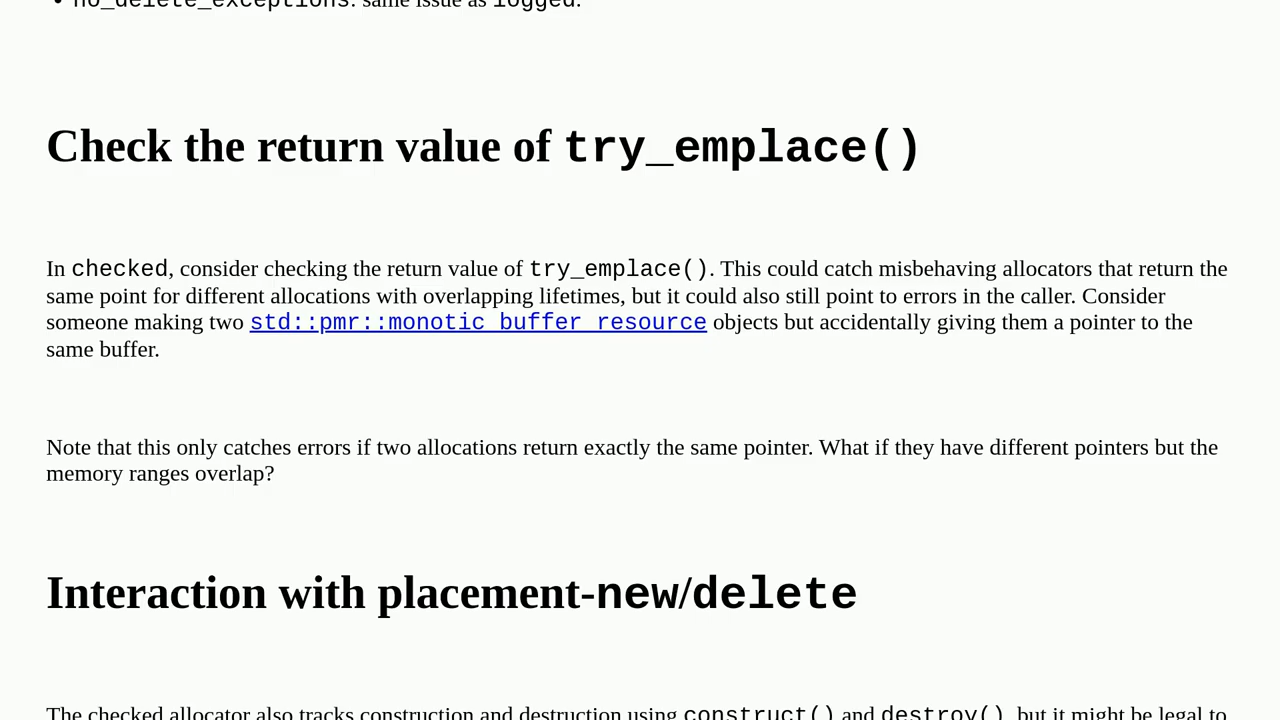 • no_delete_exceptions: same issue as logged.
Check the return value of try_emplace()
In checked, consider checking the return value of try_emplace(). This could catch misbehaving allocators that return the
same point for different allocations with overlapping lifetimes, but it could also still point to errors in the caller. Consider
someone making two std::pmr::monotic_buffer_resource objects but accidentally giving them a pointer to the
same buffer.
Note that this only catches errors if two allocations return exactly the same pointer. What if they have different pointers but the
memory ranges overlap?
Interaction with placement-new/delete
The checked allocator also tracks construction and destruction using construct() and destroy(), but it might be legal to